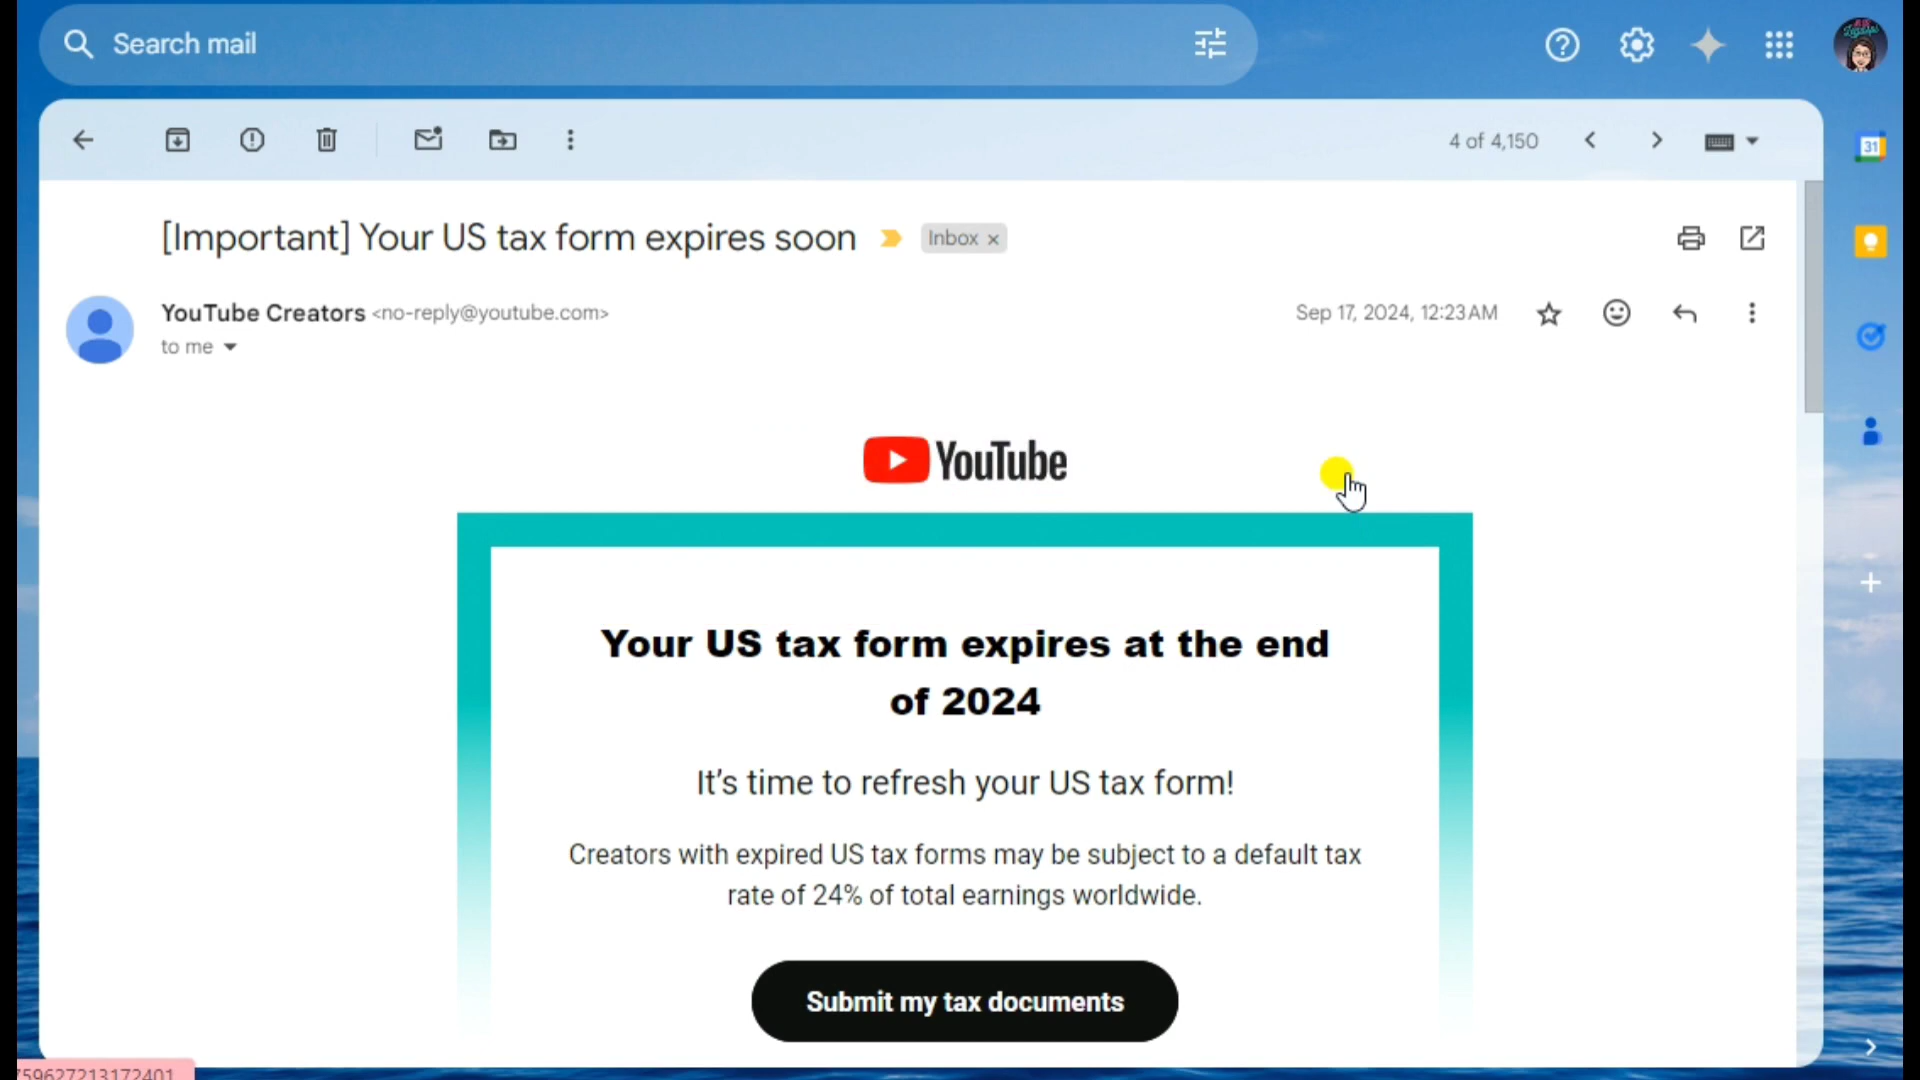 Search mail
4 of 4,150
[Important] Your US tax form expires soon
Inbox ×
YouTube Creators <no-reply@youtube.com>
Sep 17, 2024, 12:23 AM
to me
31
YouTube
Your US tax form expires at the end
of 2024
It's time to refresh your US tax form!
Creators with expired US tax forms may be subject to a default tax
rate of 24% of total earnings worldwide.
Submit my tax documents